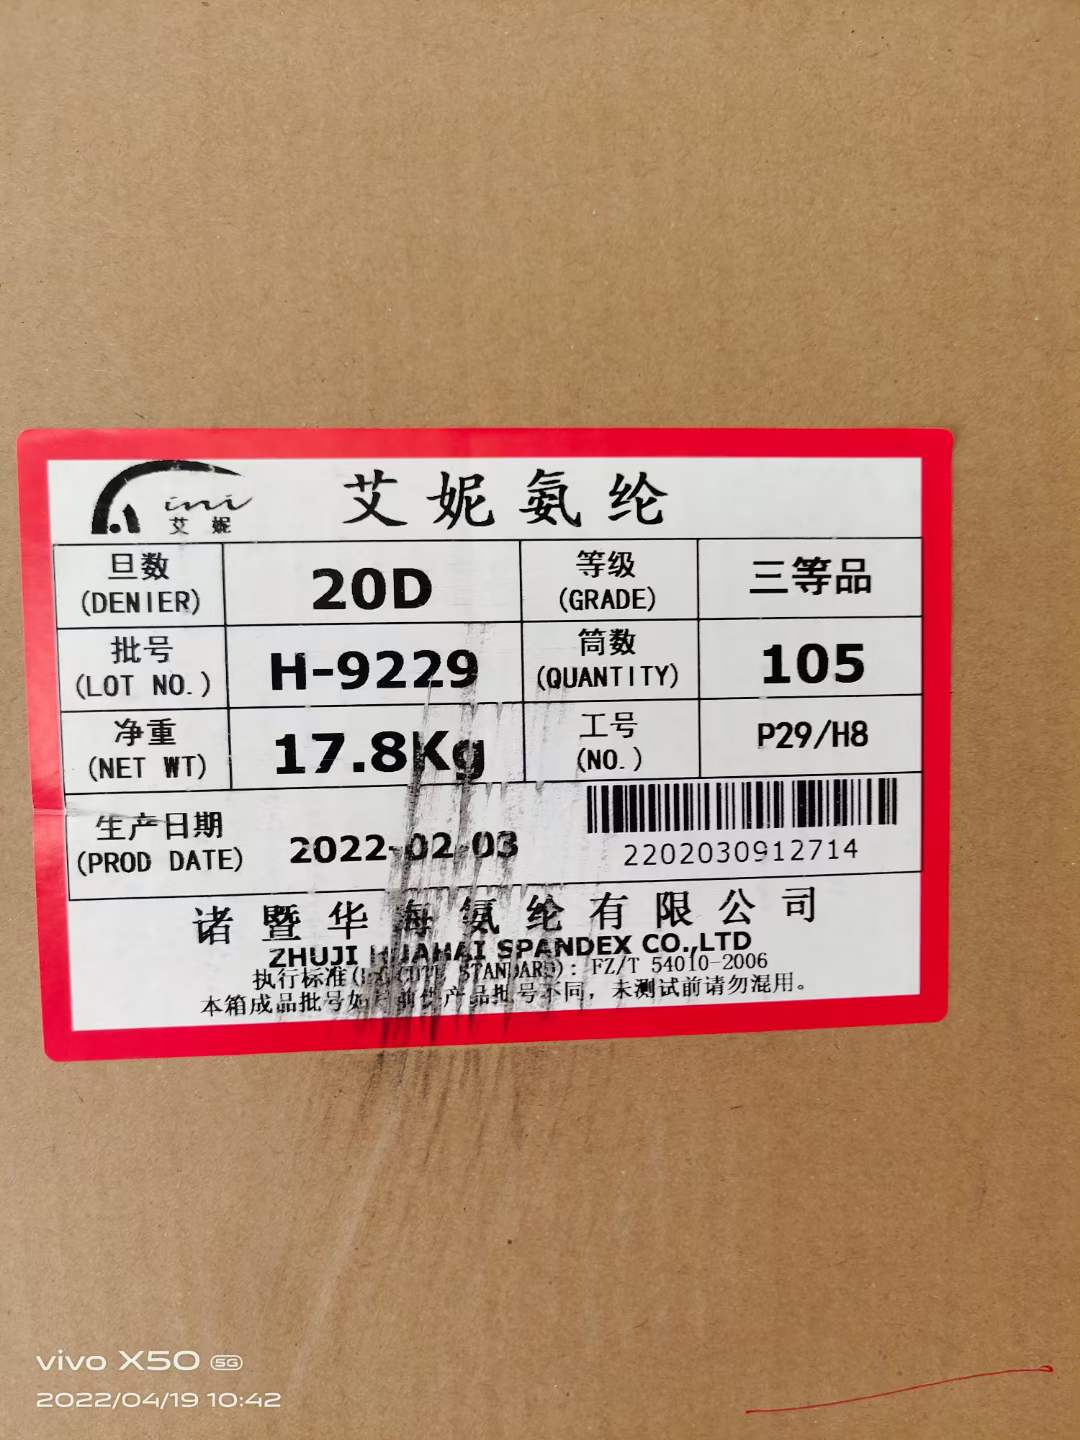 ini
艾妮
艾妮氨纶
旦数
(DENIER)
20D
等级
(GRADE)
三等品
批号
(LOT NO.)
H-9229
筒数
(QUANTITY)
105
净重
(NET WT)
17.8Kg
工号
(NO.)
P29/H8
生产日期
(PROD DATE)
2022-02-03
2202030912714
诸暨华海氨纶有限公司
ZHUJI HUAHAI SPANDEX CO.,LTD
执行标准( STANDARD): FZ/T 54010-2006
本箱成品批号如 产品批号不同，未测试前请勿混用。
vivo X50 5G
2022/04/19 10:42